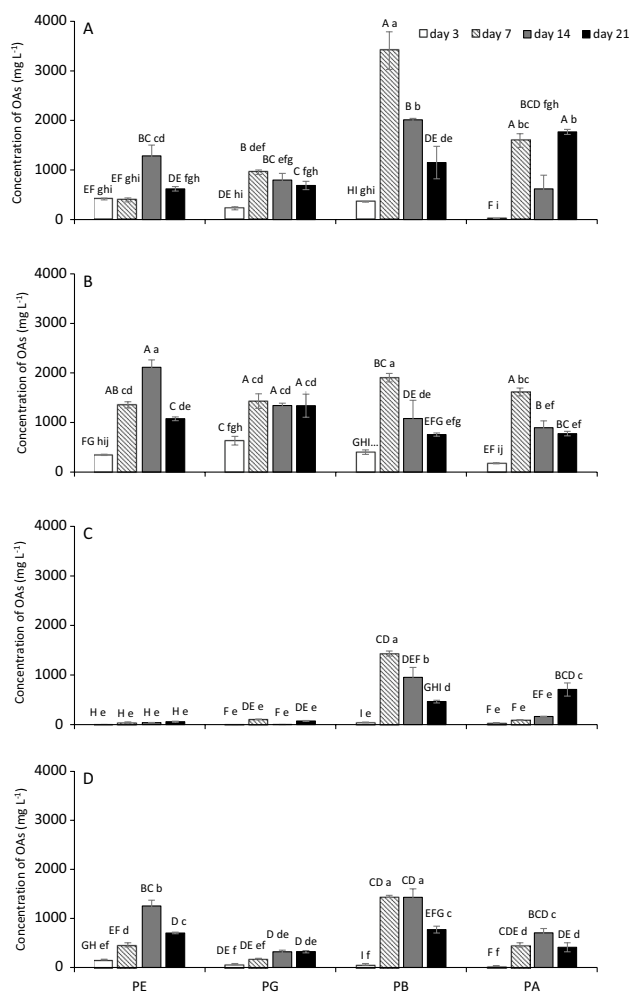 A
day 3 day 7 day 14 day 21
Concentration of OAs (mg L-1)
4000
3000
2000
1000
0
EF ghi EF ghi BC cd DE fgh
DE hi B def BC efg C fgh
HI ghi A a B b DE de
F i A bc BCD fgh A b
B
Concentration of OAs (mg L-1)
4000
3000
2000
1000
0
FG hij AB cd A a C de
C fgh A cd A cd A cd
GHI... BC a DE de EFG efg
EF ij A bc B ef BC ef
C
Concentration of OAs (mg L-1)
4000
3000
2000
1000
0
H e H e H e H e
F e DE e F e DE e
I e CD a DEF b GHI d
F e F e EF e BCD c
D
Concentration of OAs (mg L-1)
4000
3000
2000
1000
0
GH ef EF d BC b D c
DE f DE ef D de D de
I f CD a CD a EFG c
F f CDE d BCD c DE d
PE PG PB PA